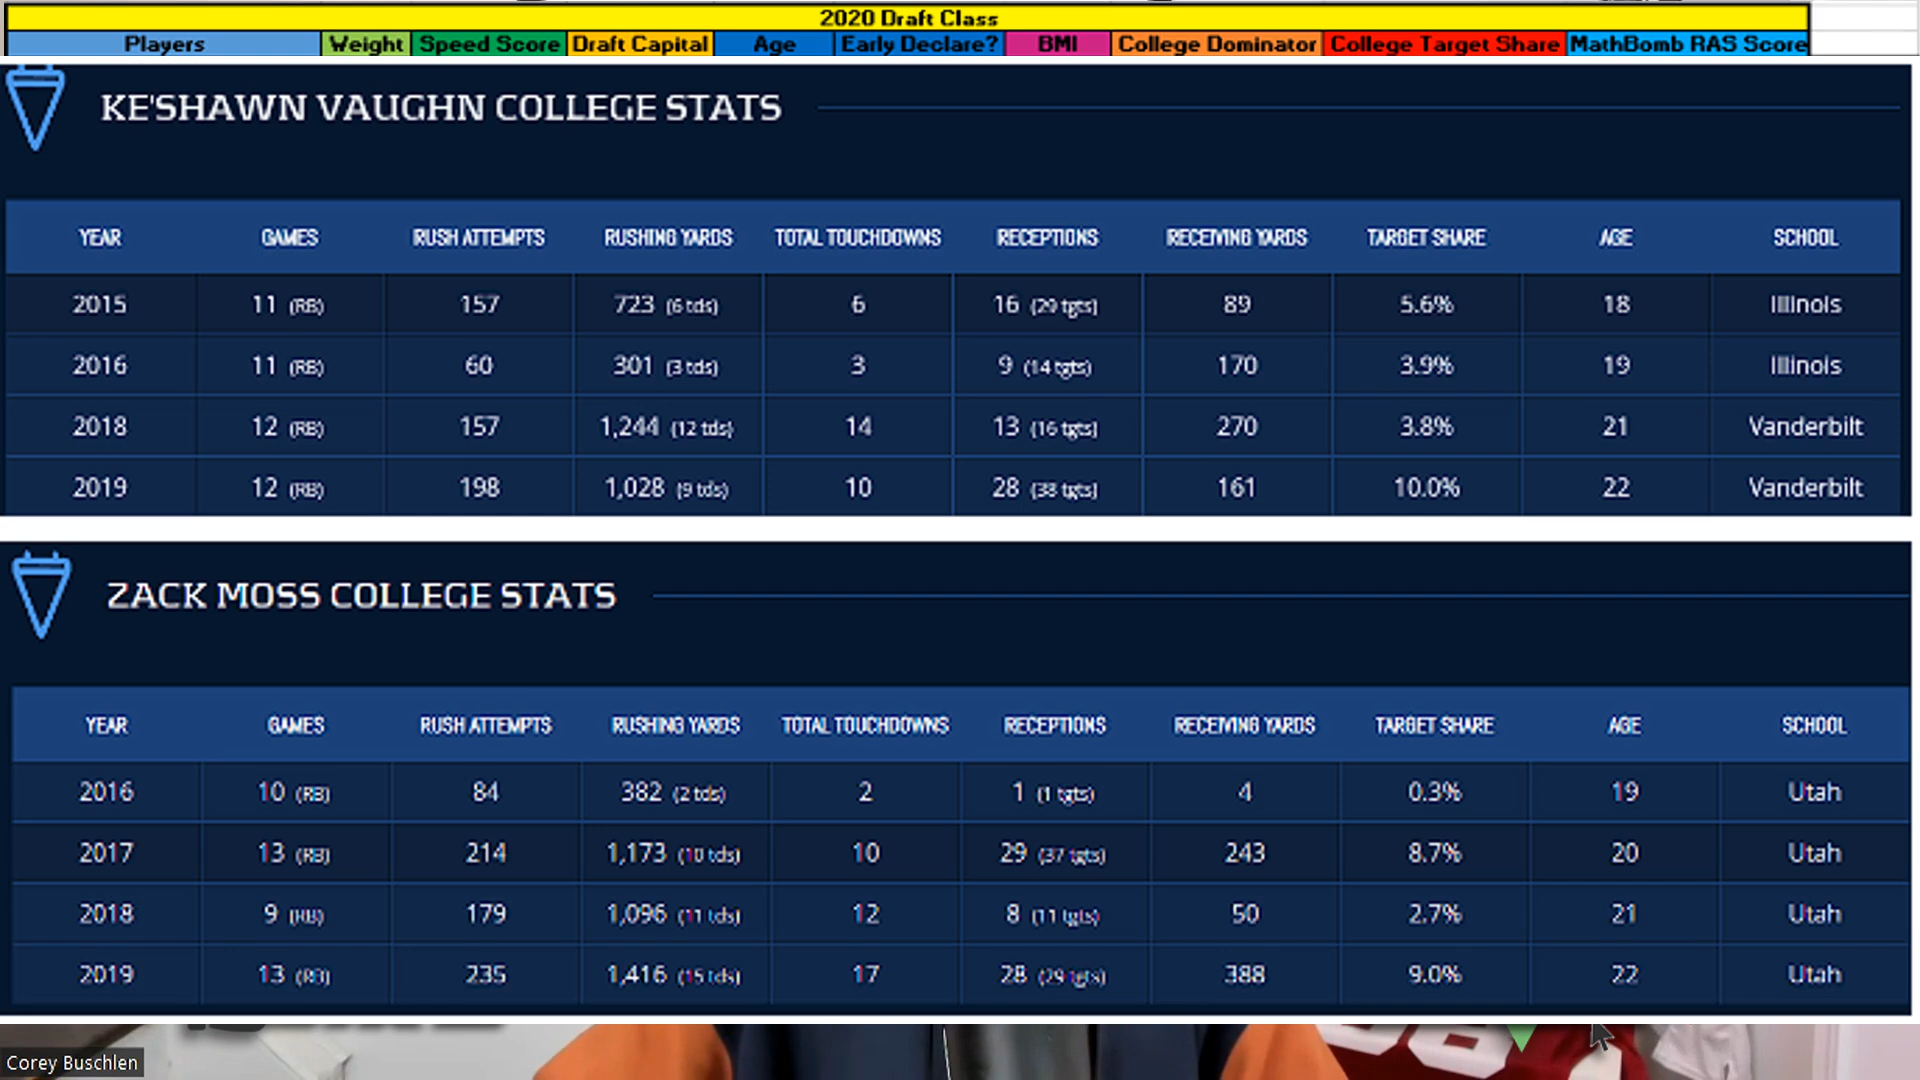 2020 Draft Class
Players Weight Speed Score Draft Capital Age Early Declare? BMI College Dominator College Target Share MathBomb RAS Score
KE'SHAWN VAUGHN COLLEGE STATS
YEAR GAMES RUSH ATTEMPTS RUSHING YARDS TOTAL TOUCHDOWNS RECEPTIONS RECEIVING YARDS TARGET SHARE AGE SCHOOL
2015 11 (RB) 157 723 (6 tds) 6 16 (29 tgts) 89 5.6% 18 Illinois
2016 11 (RB) 60 301 (3 tds) 3 9 (14 tgts) 170 3.9% 19 Illinois
2018 12 (RB) 157 1,244 (12 tds) 14 13 (16 tgts) 270 3.8% 21 Vanderbilt
2019 12 (RB) 198 1,028 (9 tds) 10 28 (38 tgts) 161 10.0% 22 Vanderbilt
ZACK MOSS COLLEGE STATS
YEAR GAMES RUSH ATTEMPTS RUSHING YARDS TOTAL TOUCHDOWNS RECEPTIONS RECEIVING YARDS TARGET SHARE AGE SCHOOL
2016 10 (RB) 84 382 (2 tds) 2 1 (1 tgts) 4 0.3% 19 Utah
2017 13 (RB) 214 1,173 (10 tds) 10 29 (37 tgts) 243 8.7% 20 Utah
2018 9 (RB) 179 1,096 (11 tds) 12 8 (11 tgts) 50 2.7% 21 Utah
2019 13 (RB) 235 1,416 (15 tds) 17 28 (29 tgts) 388 9.0% 22 Utah
Corey Buschlen